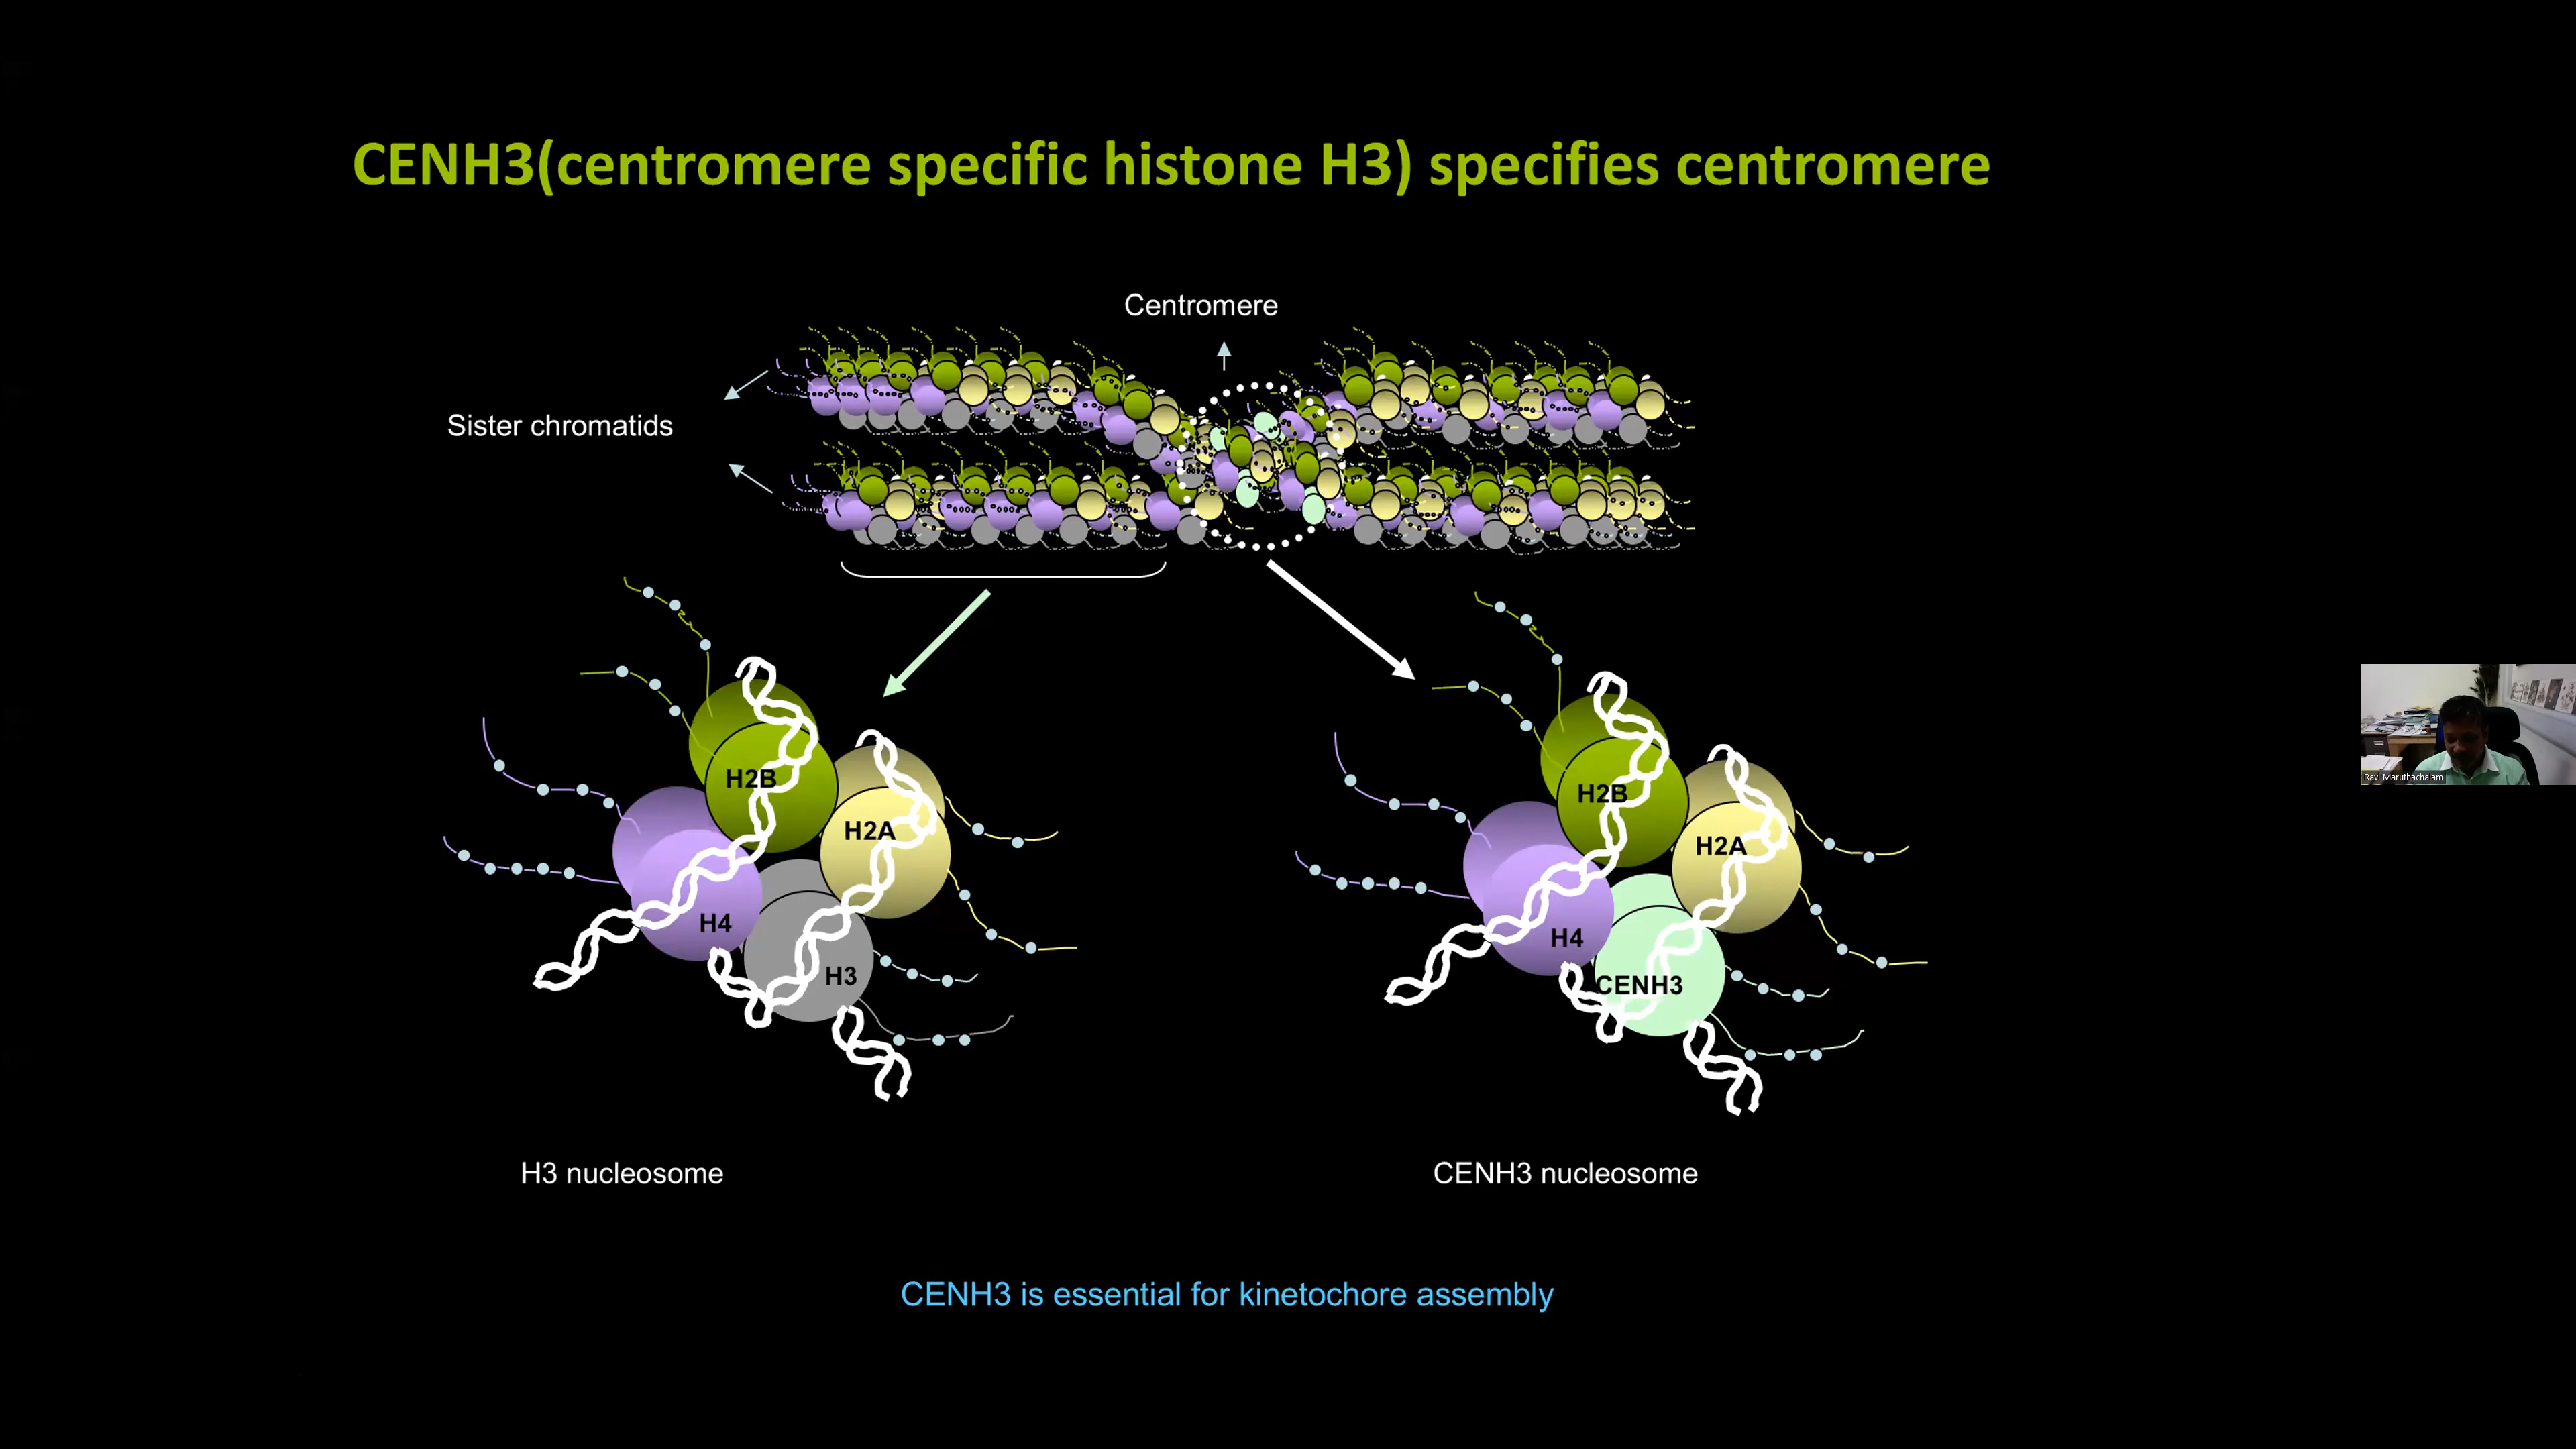 CENH3(centromere specific histone H3) specifies centromere
Centromere
Sister chromatids
H2B
H2A
H4
H3
H2B
H2A
H4
CENH3
Ravi Maruthachalam
H3 nucleosome
CENH3 nucleosome
CENH3 is essential for kinetochore assembly